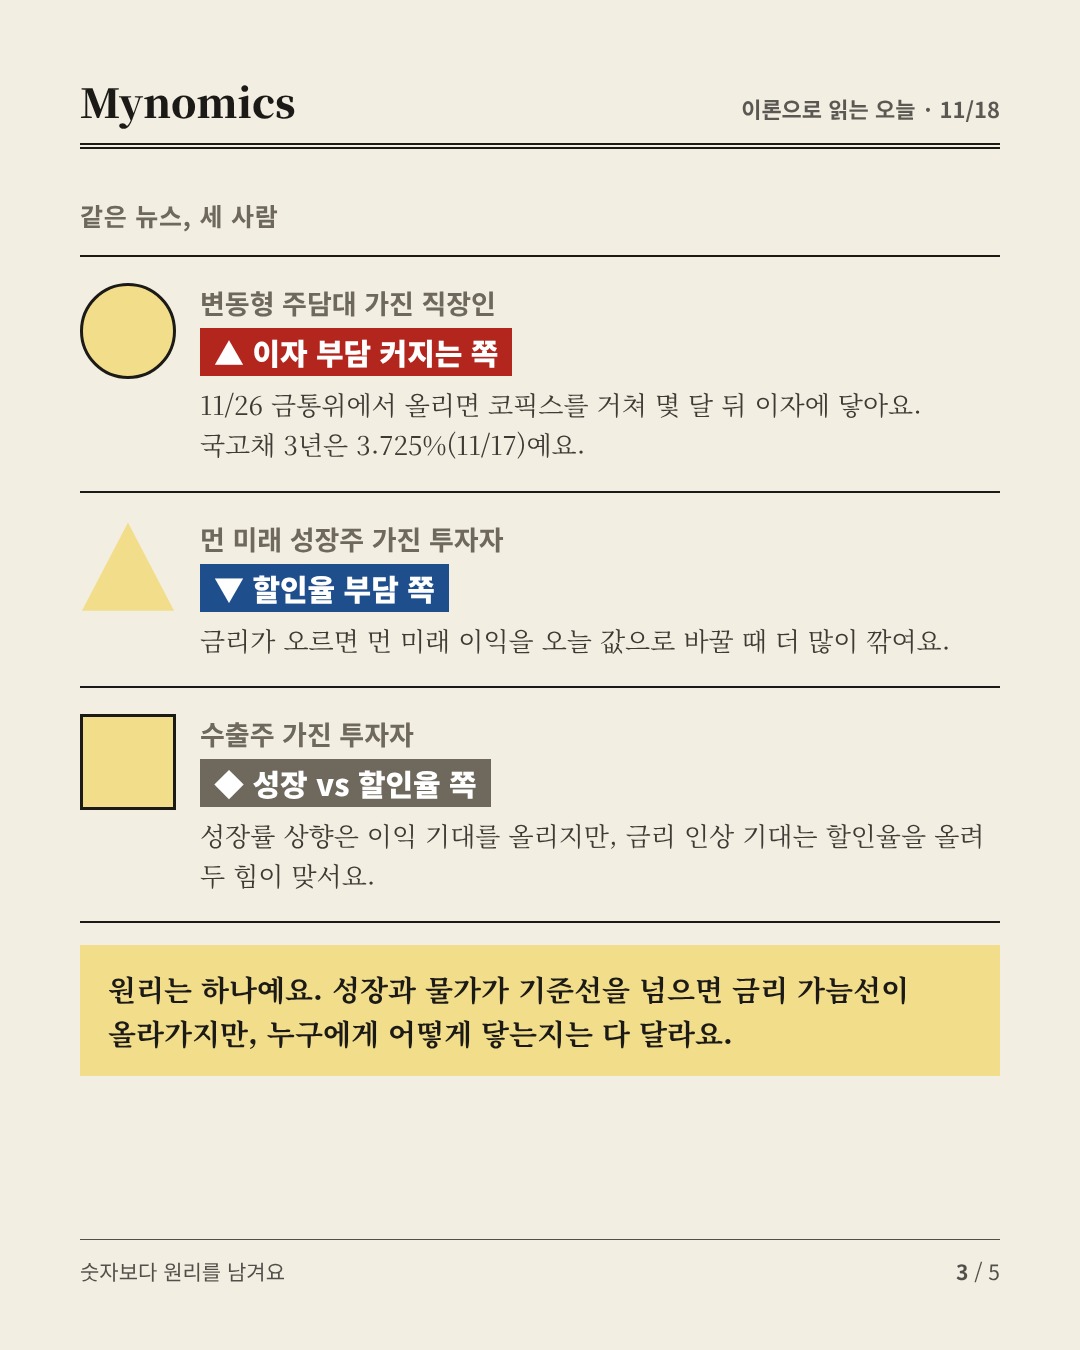 Mynomics
이론으로 읽는 오늘 · 11/18
같은 뉴스, 세 사람
변동형 주담대 가진 직장인
▲ 이자 부담 커지는 쪽
11/26 금통위에서 올리면 코픽스를 거쳐 몇 달 뒤 이자에 닿아요.
국고채 3년은 3.725%(11/17)예요.
먼 미래 성장주 가진 투자자
▼ 할인율 부담 쪽
금리가 오르면 먼 미래 이익을 오늘 값으로 바꿀 때 더 많이 깎여요.
수출주 가진 투자자
◆ 성장 vs 할인율 쪽
성장률 상향은 이익 기대를 올리지만, 금리 인상 기대는 할인율을 올려
두 힘이 맞서요.
원리는 하나예요. 성장과 물가가 기준선을 넘으면 금리 가늠선이
올라가지만, 누구에게 어떻게 닿는지는 다 달라요.
숫자보다 원리를 남겨요
3 / 5